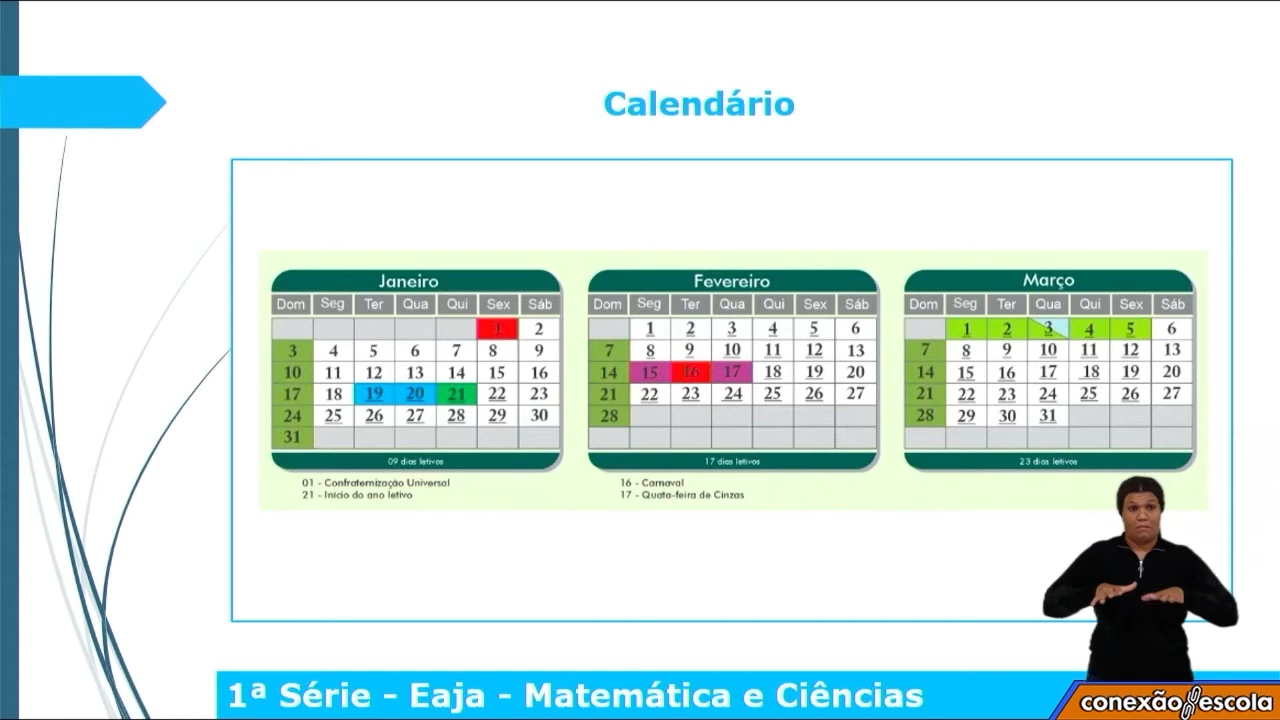 Calendário
Janeiro
Dom Seg Ter Qua Qui Sex Sáb
1 2
3 4 5 6 7 8 9
10 11 12 13 14 15 16
17 18 19 20 21 22 23
24 25 26 27 28 29 30
31
09 dias letivos
01 - Confraternização Universal
21 - Início do ano letivo
Fevereiro
Dom Seg Ter Qua Qui Sex Sáb
1 2 3 4 5 6
7 8 9 10 11 12 13
14 15 16 17 18 19 20
21 22 23 24 25 26 27
28
17 dias letivos
16 - Carnaval
17 - Quata-feira de Cinzas
Março
Dom Seg Ter Qua Qui Sex Sáb
1 2 3 4 5 6
7 8 9 10 11 12 13
14 15 16 17 18 19 20
21 22 23 24 25 26 27
28 29 30 31
23 dias letivos
1ª Série - Eaja - Matemática e Ciências
conexão escola